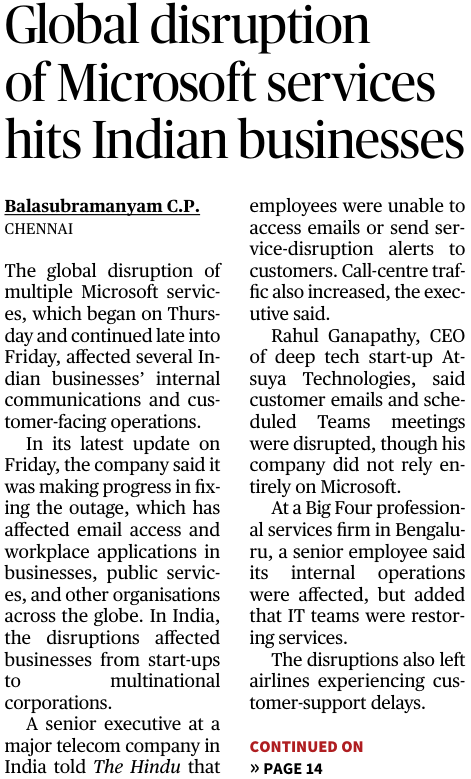 Global disruption
of Microsoft services
hits Indian businesses
Balasubramanyam C.P.
CHENNAI
The global disruption of
multiple Microsoft servic-
es, which began on Thurs-
day and continued late into
Friday, affected several In-
dian businesses’ internal
communications and cus-
tomer-facing operations.
In its latest update on
Friday, the company said it
was making progress in fix-
ing the outage, which has
affected email access and
workplace applications in
businesses, public servic-
es, and other organisations
across the globe. In India,
the disruptions affected
businesses from start-ups
to multinational
corporations.
A senior executive at a
major telecom company in
India told The Hindu that
employees were unable to
access emails or send ser-
vice-disruption alerts to
customers. Call-centre traf-
fic also increased, the exec-
utive said.
Rahul Ganapathy, CEO
of deep tech start-up At-
suya Technologies, said
customer emails and sche-
duled Teams meetings
were disrupted, though his
company did not rely en-
tirely on Microsoft.
At a Big Four profession-
al services firm in Bengalu-
ru, a senior employee said
its internal operations
were affected, but added
that IT teams were restor-
ing services.
The disruptions also left
airlines experiencing cus-
tomer-support delays.
CONTINUED ON
» PAGE 14